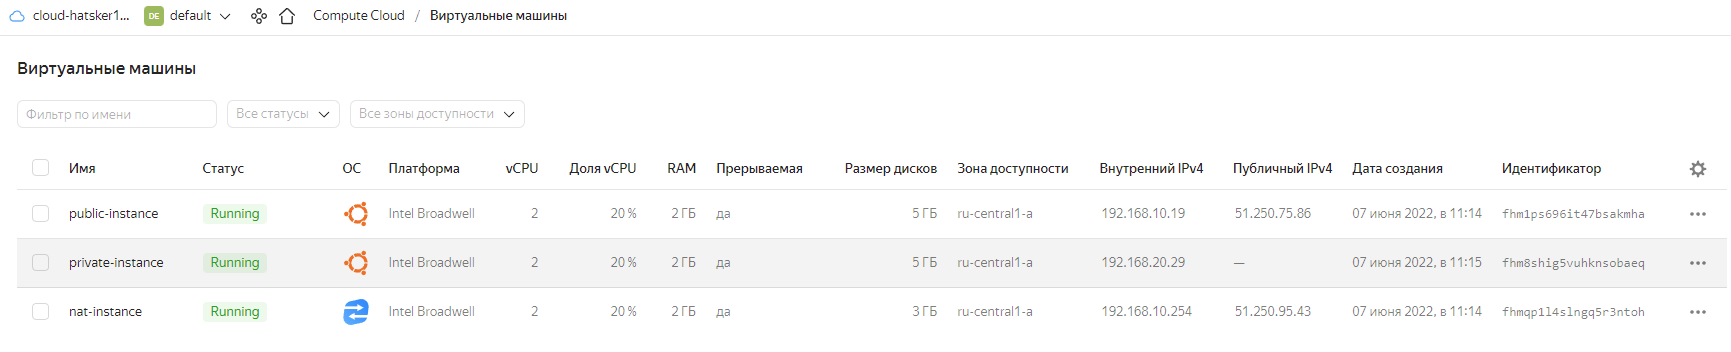 cloud-hatsker1... DE default Compute Cloud / Виртуальные машины
Виртуальные машины
Фильтр по имени Все статусы Все зоны доступности
Имя Статус ОС Платформа vCPU Доля vCPU RAM Прерываемая Размер дисков Зона доступности Внутренний IPv4 Публичный IPv4 Дата создания Идентификатор
public-instance Running Intel Broadwell 2 20 % 2 ГБ да 5 ГБ ru-central1-a 192.168.10.19 51.250.75.86 07 июня 2022, в 11:14 fhm1ps696it47bsakmha
private-instance Running Intel Broadwell 2 20 % 2 ГБ да 5 ГБ ru-central1-a 192.168.20.29 — 07 июня 2022, в 11:15 fhm8shig5vuhknsobaeq
nat-instance Running Intel Broadwell 2 20 % 2 ГБ да 3 ГБ ru-central1-a 192.168.10.254 51.250.95.43 07 июня 2022, в 11:14 fhmqp1l4slngq5r3ntoh